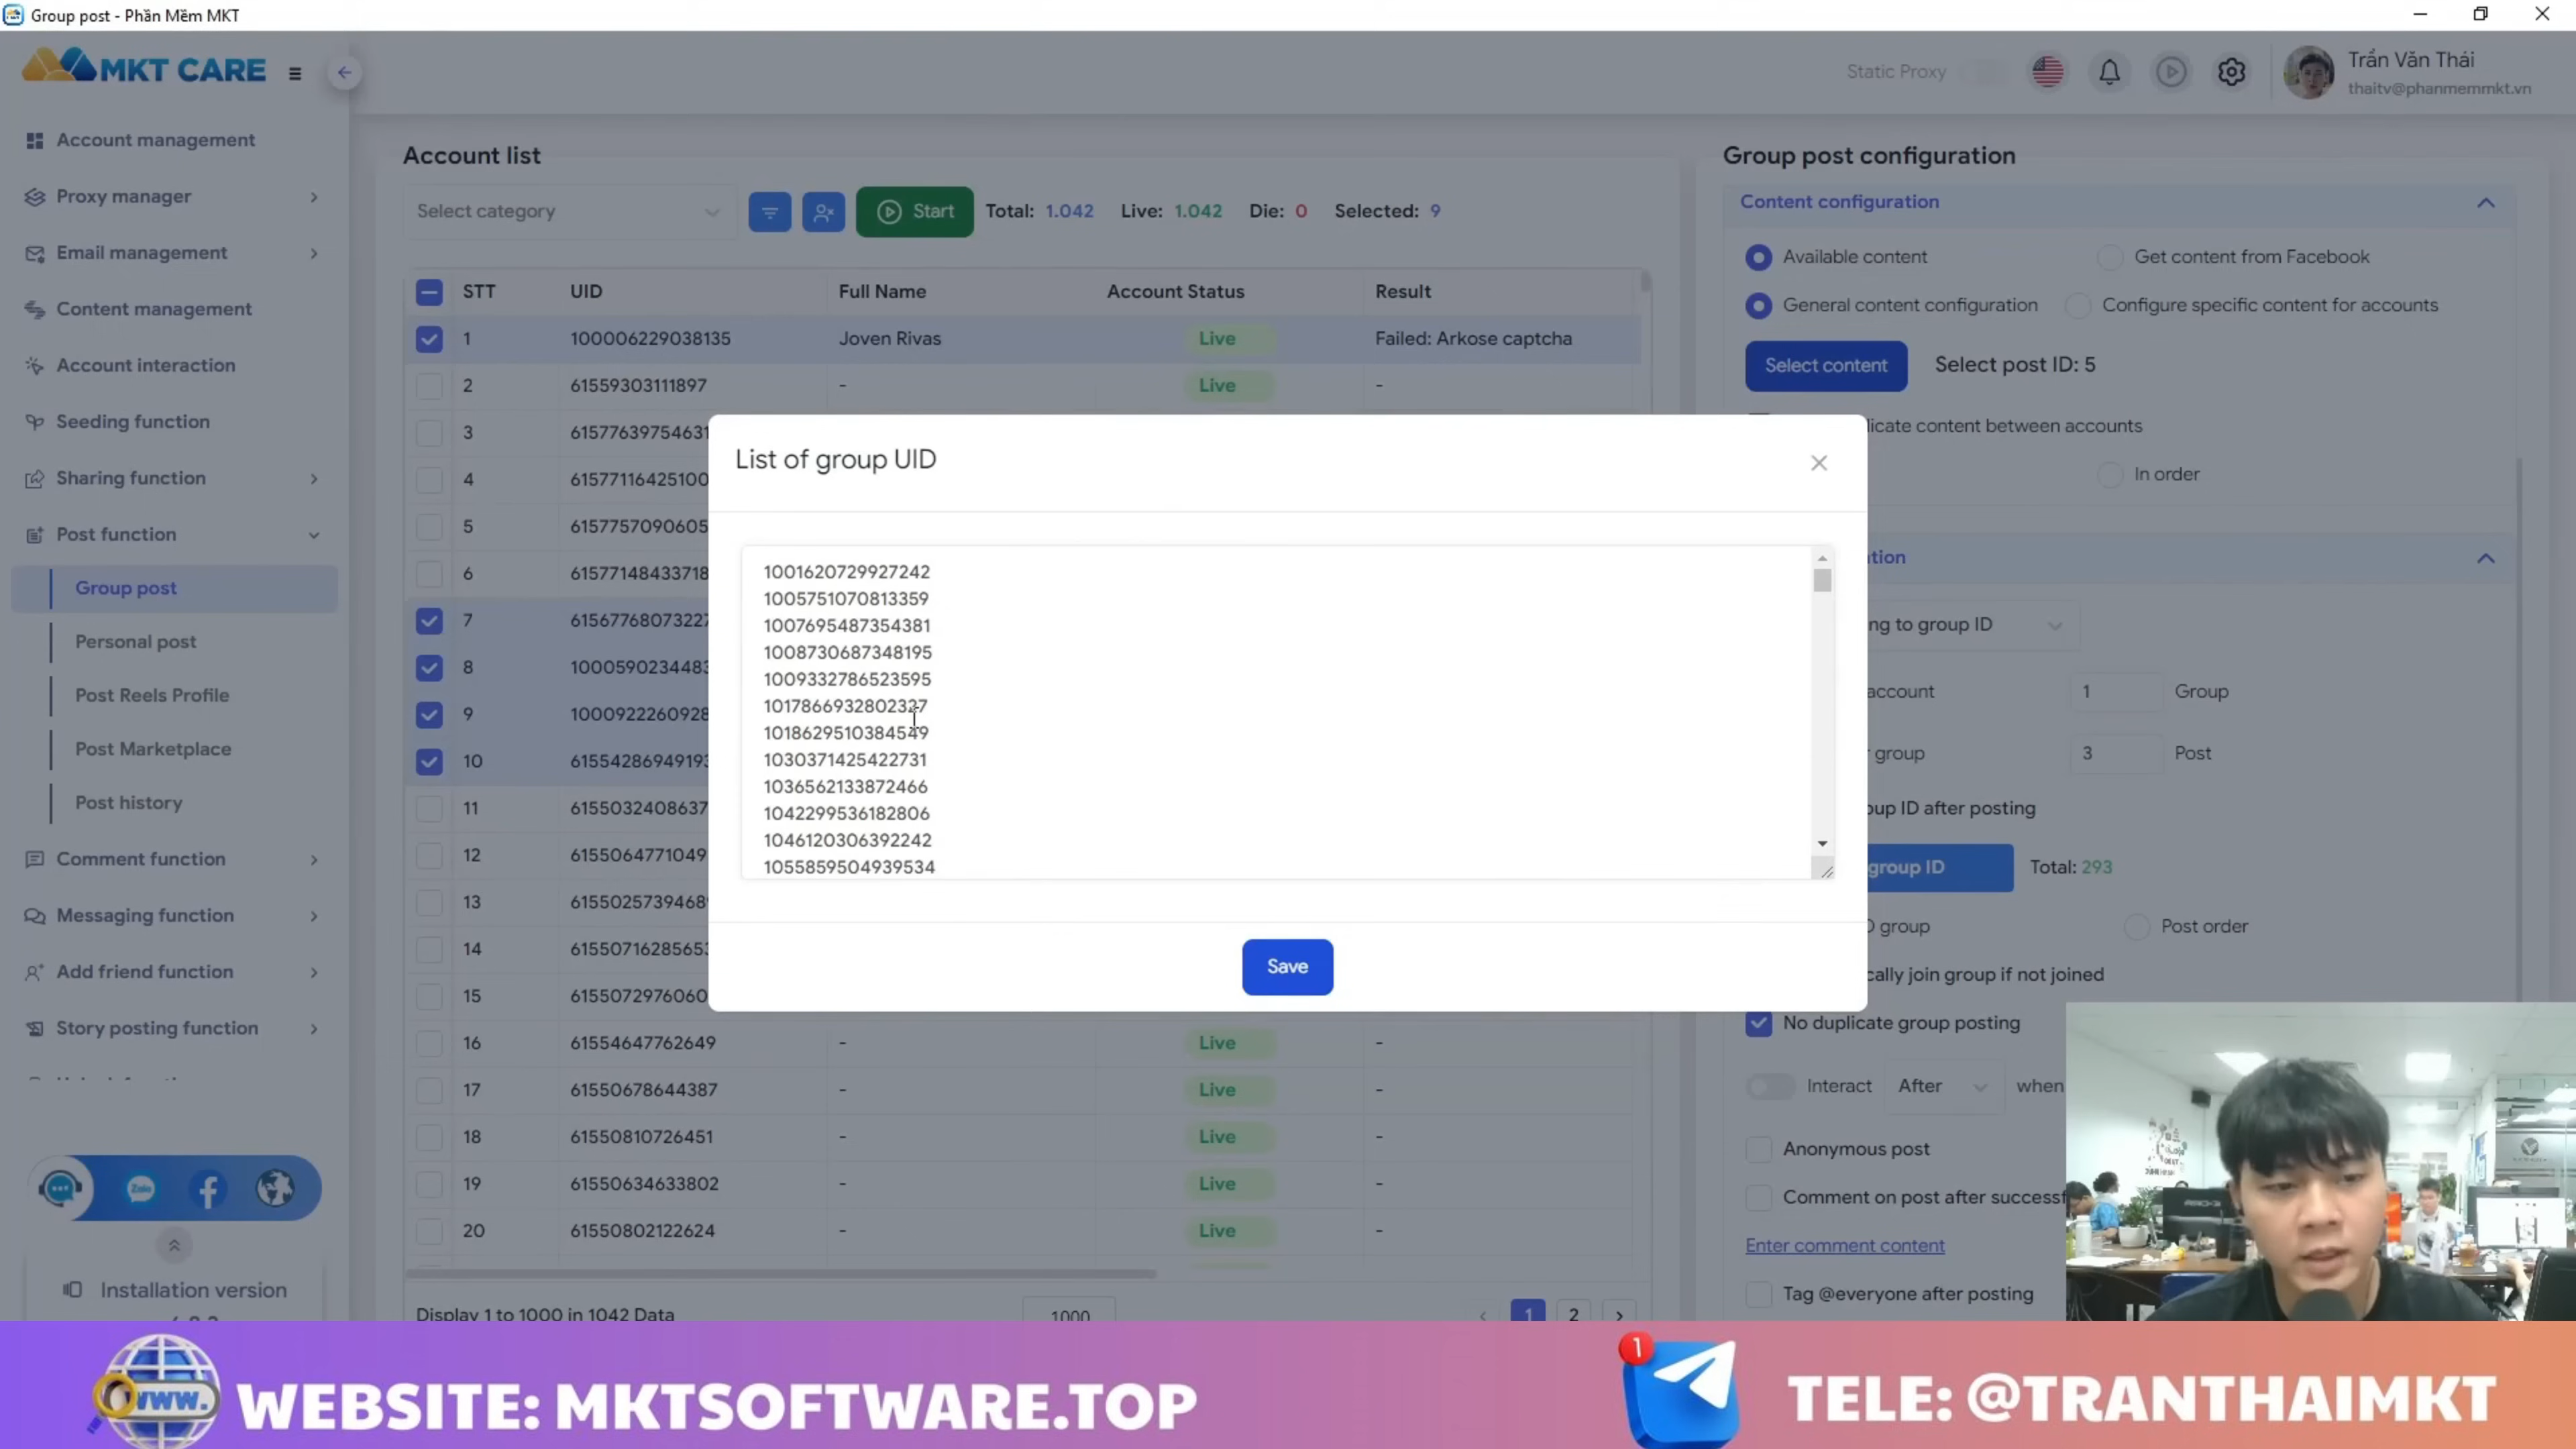 Group post - Phần Mềm MKT
MKT CARE
Static Proxy
Trần Văn Thái
thaitv@phanmemmkt.vn
Account management
Proxy manager
Email management
Content management
Account interaction
Seeding function
Sharing function
Post function
Group post
Personal post
Post Reels Profile
Post Marketplace
Post history
Comment function
Messaging function
Add friend function
Story posting function
Zalo
Installation version
Account list
Select category
Start
Total: 1.042
Live: 1.042
Die: 0
Selected: 9
STT UID Full Name Account Status Result
1 100006229038135 Joven Rivas Live Failed: Arkose captcha
2 61559303111897 - Live -
3 6157763975463
4 61577116425100
5 6157757090605
6 61577148433718
7 6156776807322
8 100059023448
9 100092226092
10 6155428694919
11 6155032408637
12 6155064771049
13 615502573946
14 615507162856
15 6155072976060
16 61554647762649 - Live -
17 61550678644387 - Live -
18 61550810726451 - Live -
19 61550634633802 - Live -
20 61550802122624 - Live -
Display 1 to 1000 in 1042 Data
1000
1 2
List of group UID
1001620729927242
1005751070813359
1007695487354381
1008730687348195
1009332786523595
1017866932802327
1018629510384549
1030371425422731
1036562133872466
1042299536182806
1046120306392242
1055859504939534
Save
Group post configuration
Content configuration
Available content
Get content from Facebook
General content configuration
Configure specific content for accounts
Select content
Select post ID: 5
licate content between accounts
In order
tion
ng to group ID
account 1 Group
group 3 Post
up ID after posting
group ID
Total: 293
group
Post order
cally join group if not joined
No duplicate group posting
Interact After when
Anonymous post
Comment on post after successf
Enter comment content
Tag @everyone after posting
www.
WEBSITE: MKTSOFTWARE.TOP
1
TELE: @TRANTHAIMKT